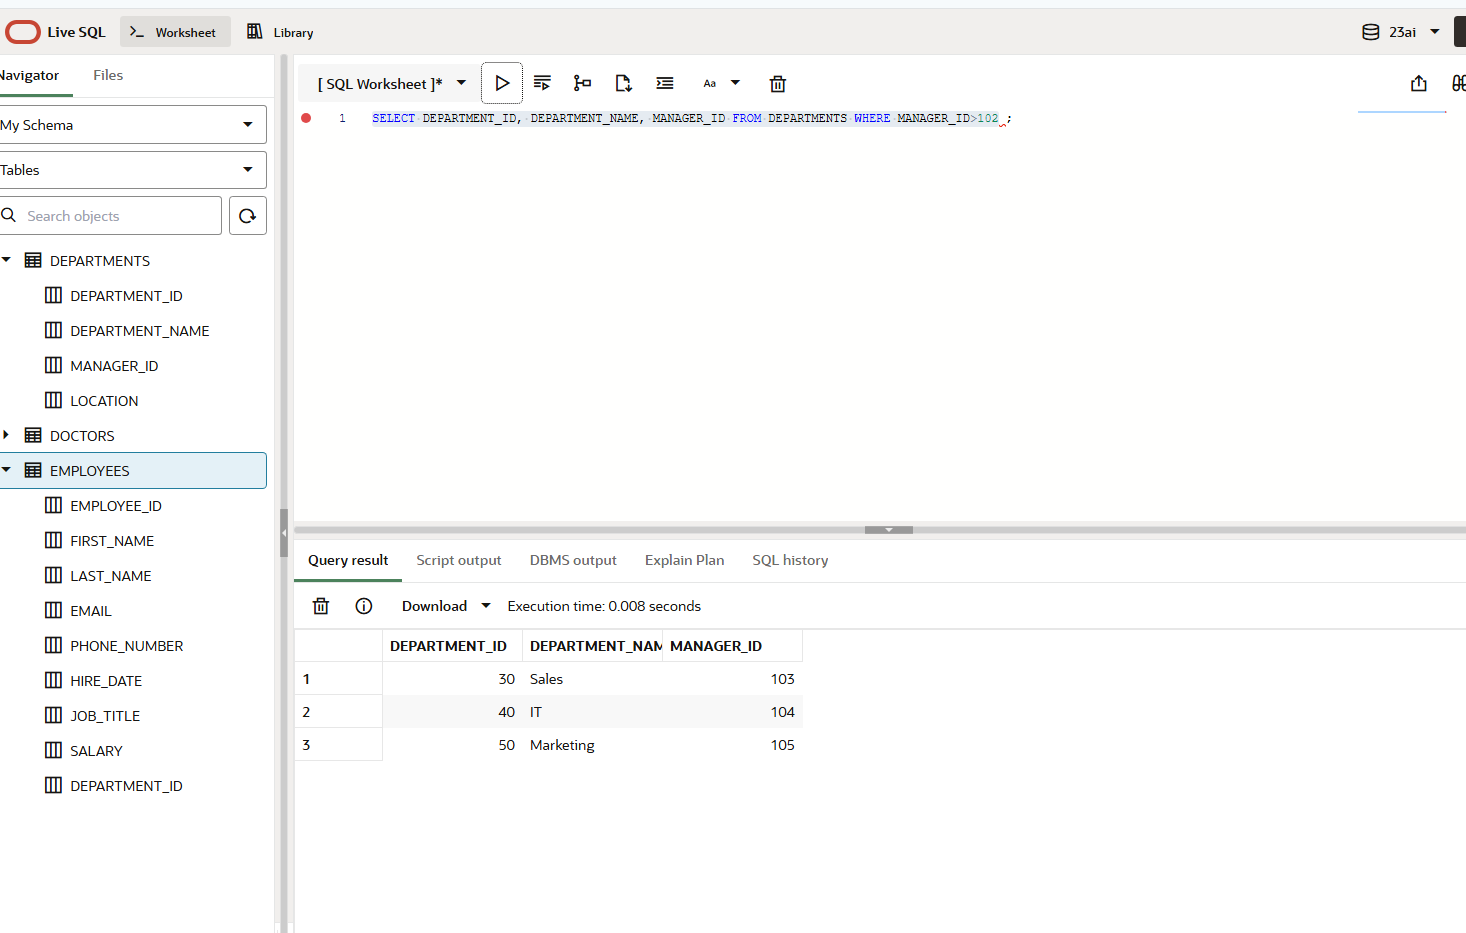 Live SQL
Worksheet
Library
23ai
Navigator
Files
[ SQL Worksheet ]*
Aa
My Schema
Tables
Search objects
1 SELECT DEPARTMENT_ID, DEPARTMENT_NAME, MANAGER_ID FROM DEPARTMENTS WHERE MANAGER_ID>102 ;
DEPARTMENTS
DEPARTMENT_ID
DEPARTMENT_NAME
MANAGER_ID
LOCATION
DOCTORS
EMPLOYEES
EMPLOYEE_ID
FIRST_NAME
LAST_NAME
EMAIL
PHONE_NUMBER
HIRE_DATE
JOB_TITLE
SALARY
DEPARTMENT_ID
Query result Script output DBMS output Explain Plan SQL history
Download Execution time: 0.008 seconds
DEPARTMENT_ID DEPARTMENT_NAM MANAGER_ID
1 30 Sales 103
2 40 IT 104
3 50 Marketing 105